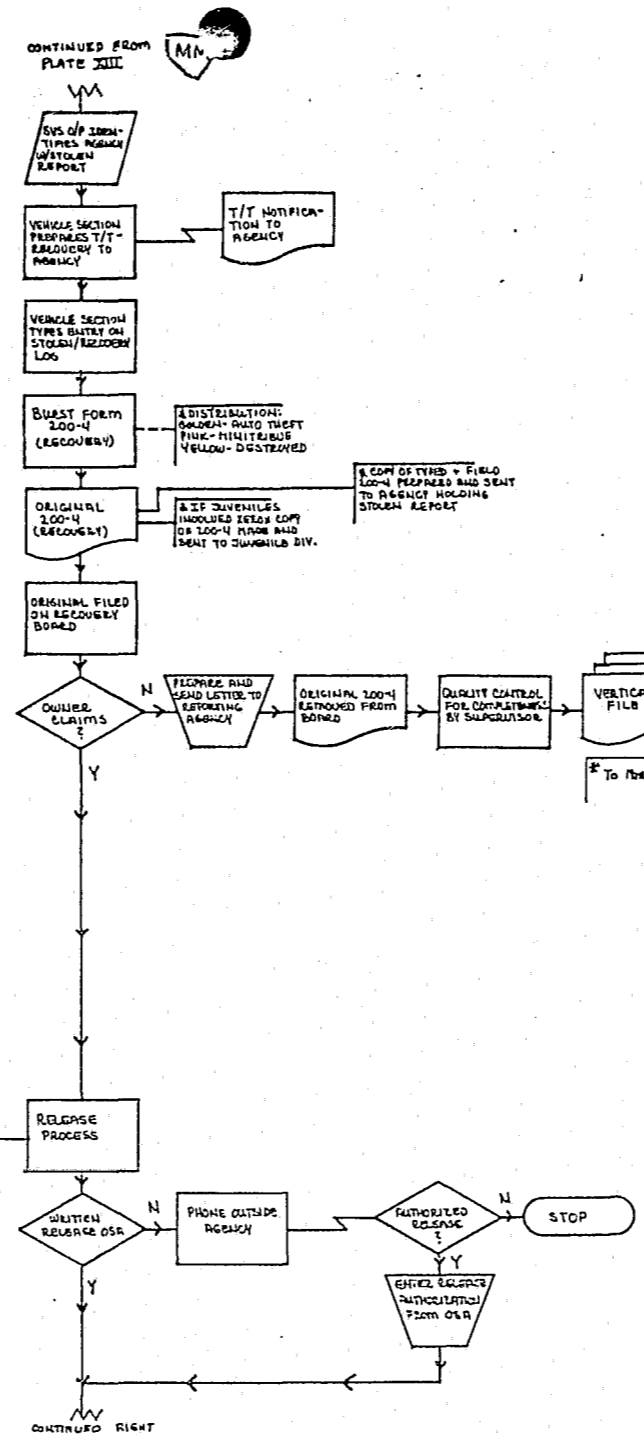 CONTINUED FROM
PLATE XIII
MM
SVS O/P IDEN-
TIFIES AGENCY
W/STOLEN
REPORT
VEHICLE SECTION
PREPARES T/T-
RECOVERY TO
AGENCY
T/T NOTIFICA-
TION TO
AGENCY
VEHICLE SECTION
TYPES ENTRY ON
STOLEN/RECOVERY
LOG
BURST FORM
200-4
(RECOVERY)
* DISTRIBUTION:
GOLDEN- AUTO THEFT
PINK- MINITRIBUE
YELLOW- DESTROYED
ORIGINAL
200-4
(RECOVERY)
* COPY OF TYPED + FIELD
200-4 PREPARED AND SENT
TO AGENCY HOLDING
STOLEN REPORT
* IF JUVENILES
INVOLVED XEROX COPY
OF 200-4 MADE AND
SENT TO JUVENILE DIV.
ORIGINAL FILED
ON RECOVERY
BOARD
OWNER
CLAIMS
?
N
PREPARE AND
SEND LETTER TO
REPORTING
AGENCY
ORIGINAL 200-4
REMOVED FROM
BOARD
QUALITY CONTROL
FOR COMPLETENESS
BY SUPERVISOR
VERTICA
FILE
* TO
Y
RELEASE
PROCESS
WRITTEN
RELEASE OSA
N
PHONE OUTSIDE
AGENCY
AUTHORIZED
RELEASE
?
N
STOP
Y
Y
ENTER RELEASE
AUTHORIZATION
FROM OSA
CONTINUED RIGHT